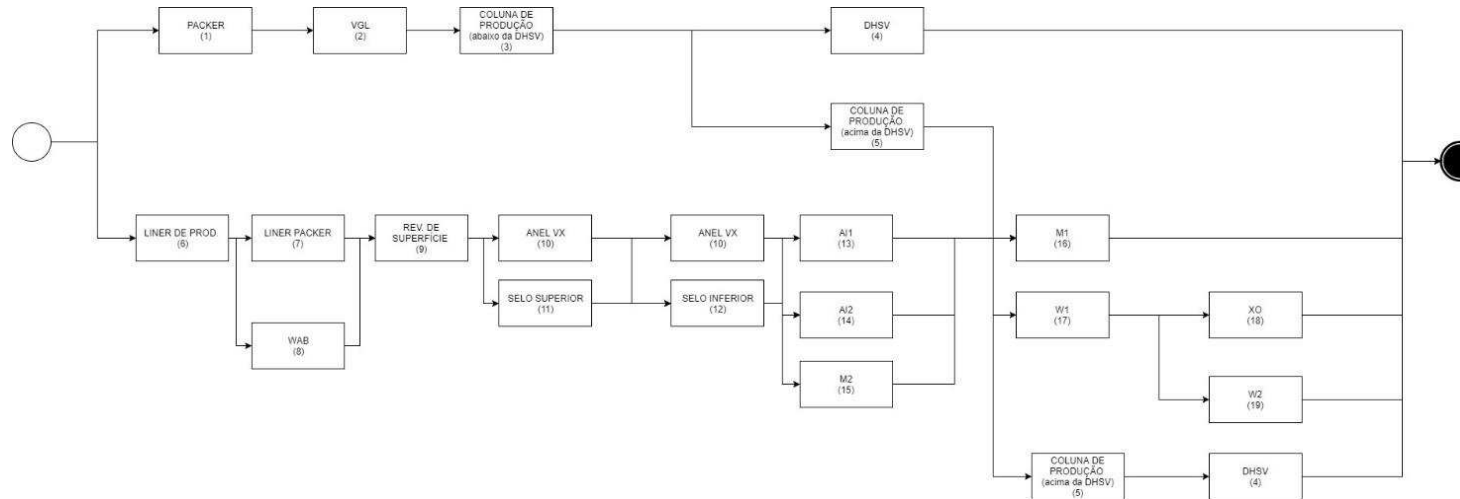 PACKER
(1)
VGL
(2)
COLUNA DE
PRODUÇÃO
(abaixo da DHSV)
(3)
DHSV
(4)
COLUNA DE
PRODUÇÃO
(acima da DHSV)
(5)
LINER DE PROD.
(6)
LINER PACKER
(7)
REV. DE
SUPERFÍCIE
(9)
ANEL VX
(10)
ANEL VX
(10)
AI1
(13)
M1
(16)
SELO SUPERIOR
(11)
SELO INFERIOR
(12)
AI2
(14)
W1
(17)
XO
(18)
WAB
(8)
M2
(15)
W2
(19)
COLUNA DE
PRODUÇÃO
(acima da DHSV)
(5)
DHSV
(4)